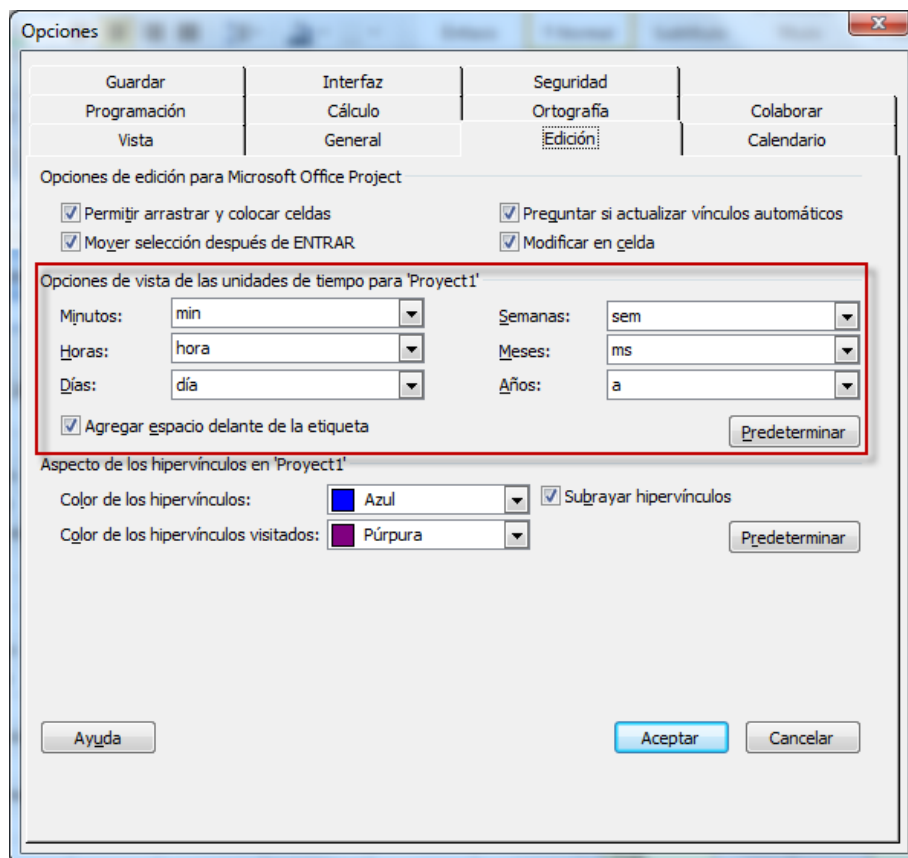 Opciones
Guardar Interfaz Seguridad
Programación Cálculo Ortografía Colaborar
Vista General Edición Calendario
Opciones de edición para Microsoft Office Project
Permitir arrastrar y colocar celdas Preguntar si actualizar vínculos automáticos
Mover selección después de ENTRAR Modificar en celda
Opciones de vista de las unidades de tiempo para 'Proyect1'
Minutos: min Semanas: sem
Horas: hora Meses: ms
Días: día Años: a
Agregar espacio delante de la etiqueta Predeterminar
Aspecto de los hipervínculos en 'Proyect1'
Color de los hipervínculos: Azul Subrayar hipervínculos
Color de los hipervínculos visitados: Púrpura Predeterminar
Ayuda Aceptar Cancelar